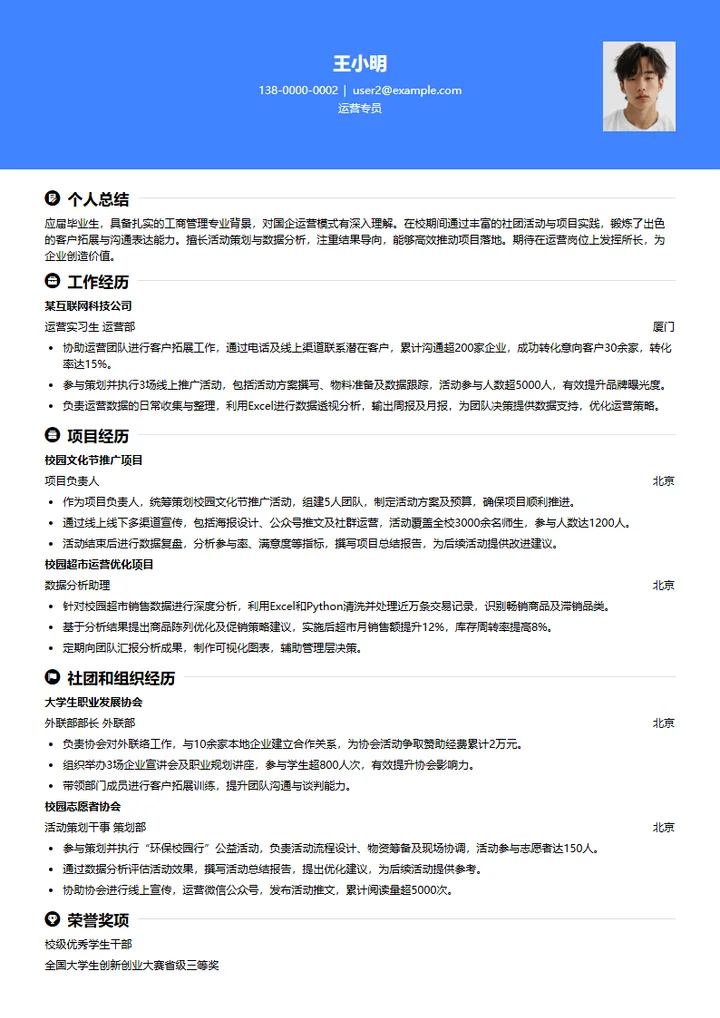 王小明
138-0000-0002 | user2@example.com
运营专员
个人总结
应届毕业生，具备扎实的工商管理专业背景，对国企运营模式有深入理解。在校期间通过丰富的社团活动与项目实践，锻炼了出色
的客户拓展与沟通表达能力。擅长活动策划与数据分析，注重结果导向，能够高效推动项目落地。期待在运营岗位上发挥所长，为
企业创造价值。
工作经历
某互联网科技公司
运营实习生 运营部 厦门
• 协助运营团队进行客户拓展工作，通过电话及线上渠道联系潜在客户，累计沟通超200家企业，成功转化意向客户30余家，转化
率达15%。
• 参与策划并执行3场线上推广活动，包括活动方案撰写、物料准备及数据跟踪，活动参与人数超5000人，有效提升品牌曝光度。
• 负责运营数据的日常收集与整理，利用Excel进行数据透视分析，输出周报及月报，为团队决策提供数据支持，优化运营策略。
项目经历
校园文化节推广项目
项目负责人 北京
• 作为项目负责人，统筹策划校园文化节推广活动，组建5人团队，制定活动方案及预算，确保项目顺利推进。
• 通过线上线下多渠道宣传，包括海报设计、公众号推文及社群运营，活动覆盖全校3000余名师生，参与人数达1200人。
• 活动结束后进行数据复盘，分析参与率、满意度等指标，撰写项目总结报告，为后续活动提供改进建议。
校园超市运营优化项目
数据分析助理 北京
• 针对校园超市销售数据进行深度分析，利用Excel和Python清洗并处理近万条交易记录，识别畅销商品及滞销品类。
• 基于分析结果提出商品陈列优化及促销策略建议，实施后超市月销售额提升12%，库存周转率提高8%。
• 定期向团队汇报分析成果，制作可视化图表，辅助管理层决策。
社团和组织经历
大学生职业发展协会
外联部部长 外联部 北京
• 负责协会对外联络工作，与10余家本地企业建立合作关系，为协会活动争取赞助经费累计2万元。
• 组织举办3场企业宣讲会及职业规划讲座，参与学生超800人次，有效提升协会影响力。
• 带领部门成员进行客户拓展训练，提升团队沟通与谈判能力。
校园志愿者协会
活动策划干事 策划部 北京
• 参与策划并执行“环保校园行”公益活动，负责活动流程设计、物资筹备及现场协调，活动参与志愿者达150人。
• 通过数据分析评估活动效果，撰写活动总结报告，提出优化建议，为后续活动提供参考。
• 协助协会进行线上宣传，运营微信公众号，发布活动推文，累计阅读量超5000次。
荣誉奖项
校级优秀学生干部
全国大学生创新创业大赛省级三等奖